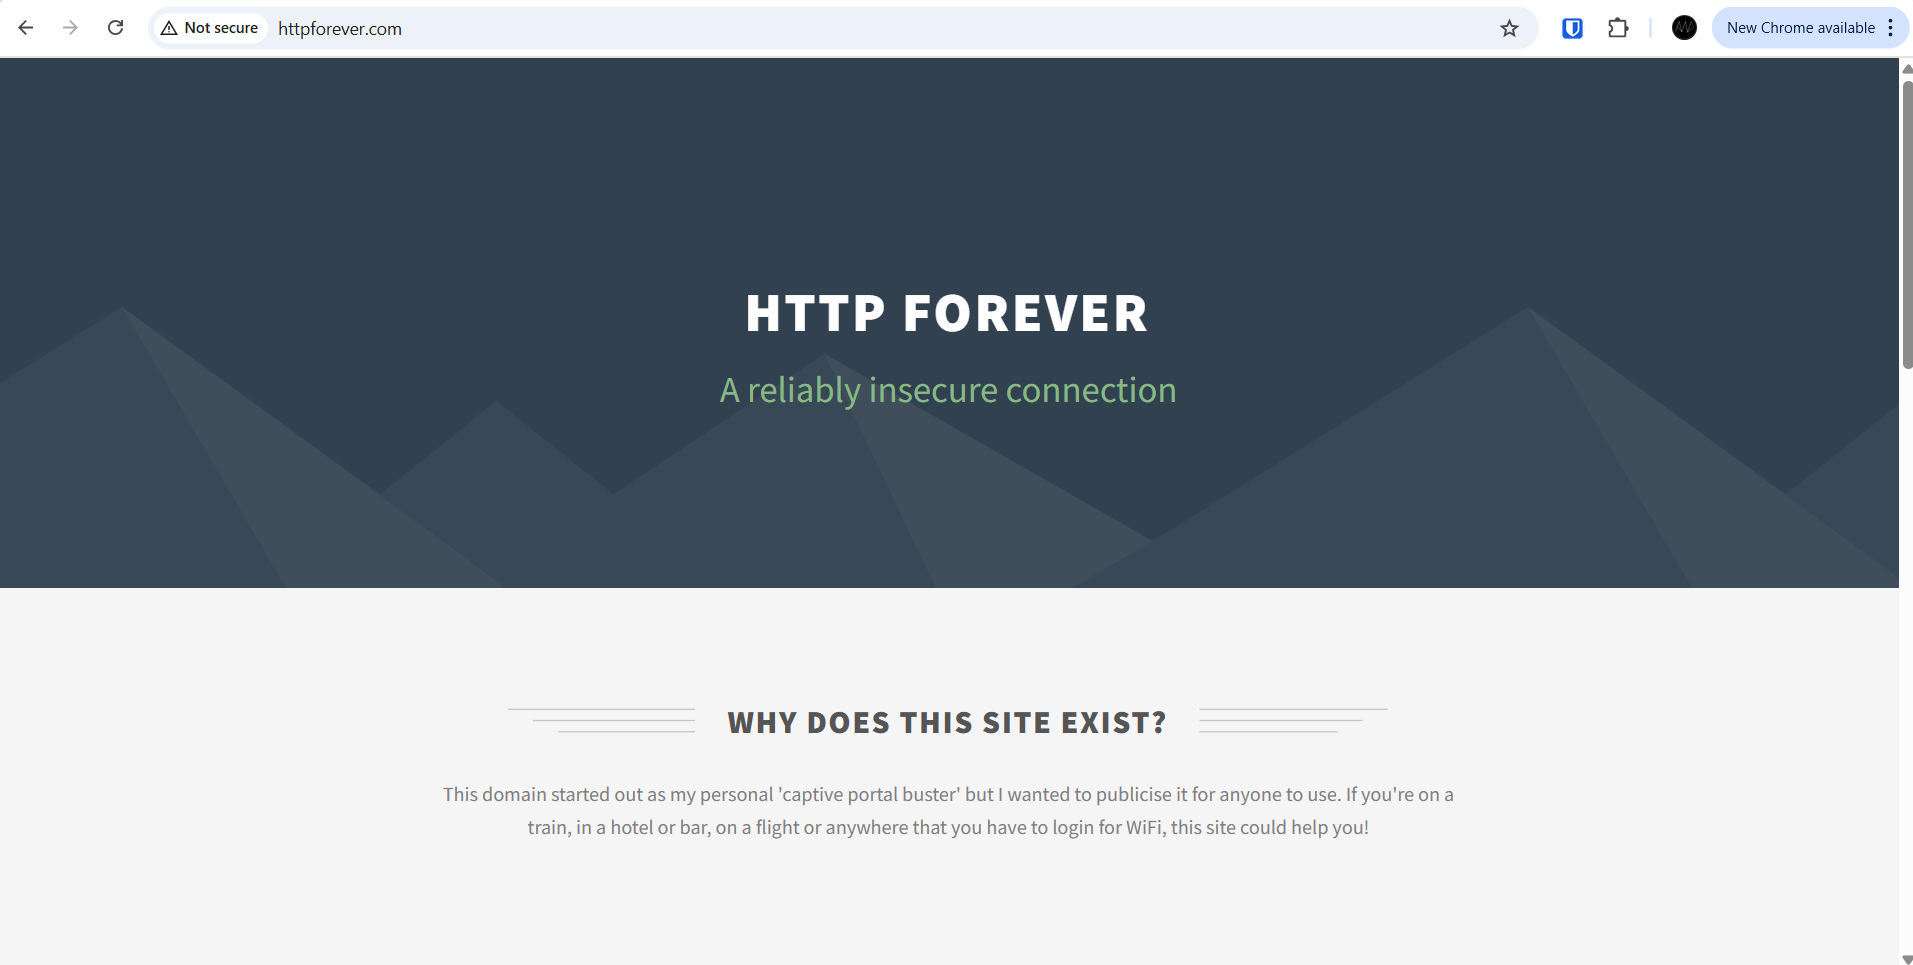 Not secure
httpforever.com
New Chrome available
HTTP FOREVER
A reliably insecure connection
WHY DOES THIS SITE EXIST?
This domain started out as my personal 'captive portal buster' but I wanted to publicise it for anyone to use. If you're on a
train, in a hotel or bar, on a flight or anywhere that you have to login for WiFi, this site could help you!